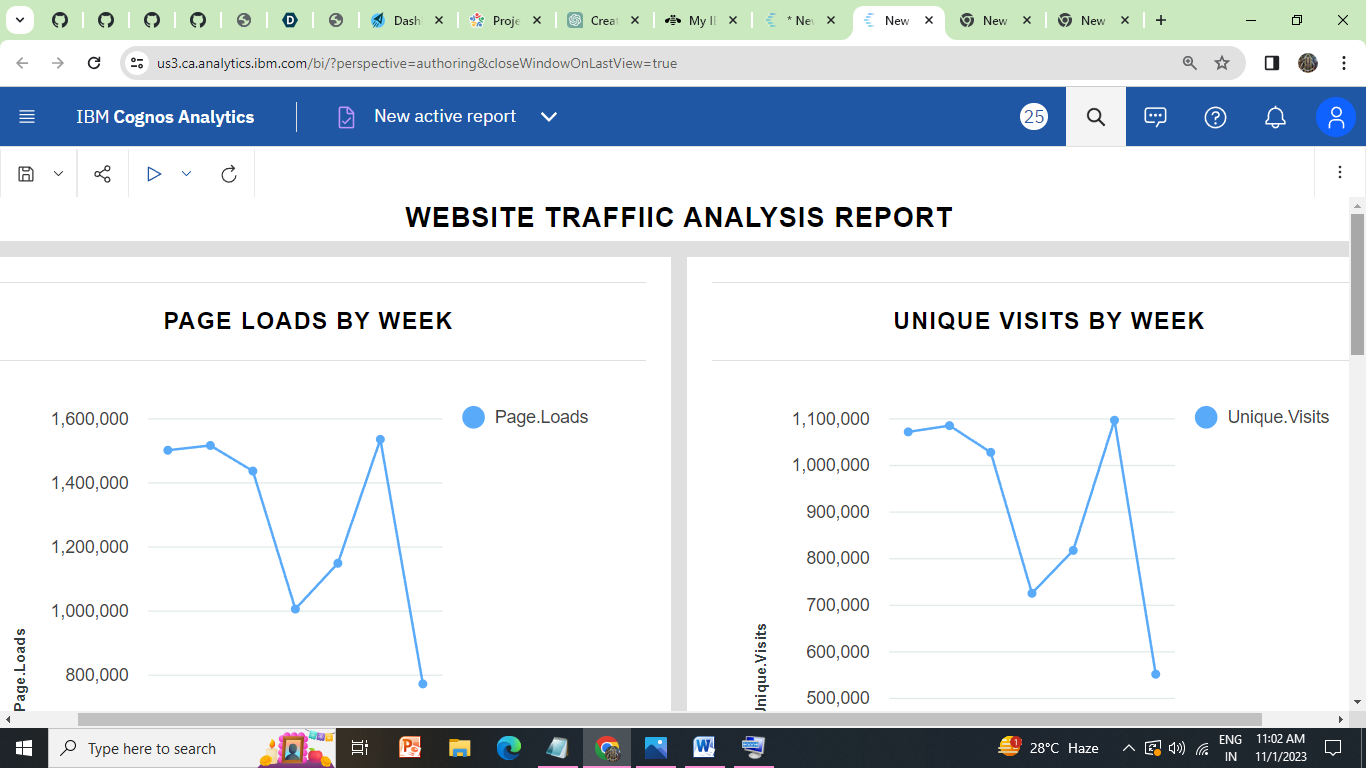 Dash
Proje
Creat
My IB
* Nev
New
New
New
us3.ca.analytics.ibm.com/bi/?perspective=authoring&closeWindowOnLastView=true
IBM Cognos Analytics
New active report
25
WEBSITE TRAFFIIC ANALYSIS REPORT
PAGE LOADS BY WEEK
1,600,000
1,400,000
1,200,000
1,000,000
800,000
Page.Loads
Page.Loads
UNIQUE VISITS BY WEEK
1,100,000
1,000,000
900,000
800,000
700,000
600,000
500,000
Unique.Visits
Unique.Visits
Type here to search
1
28°C Haze
ENG
IN
11:02 AM
11/1/2023